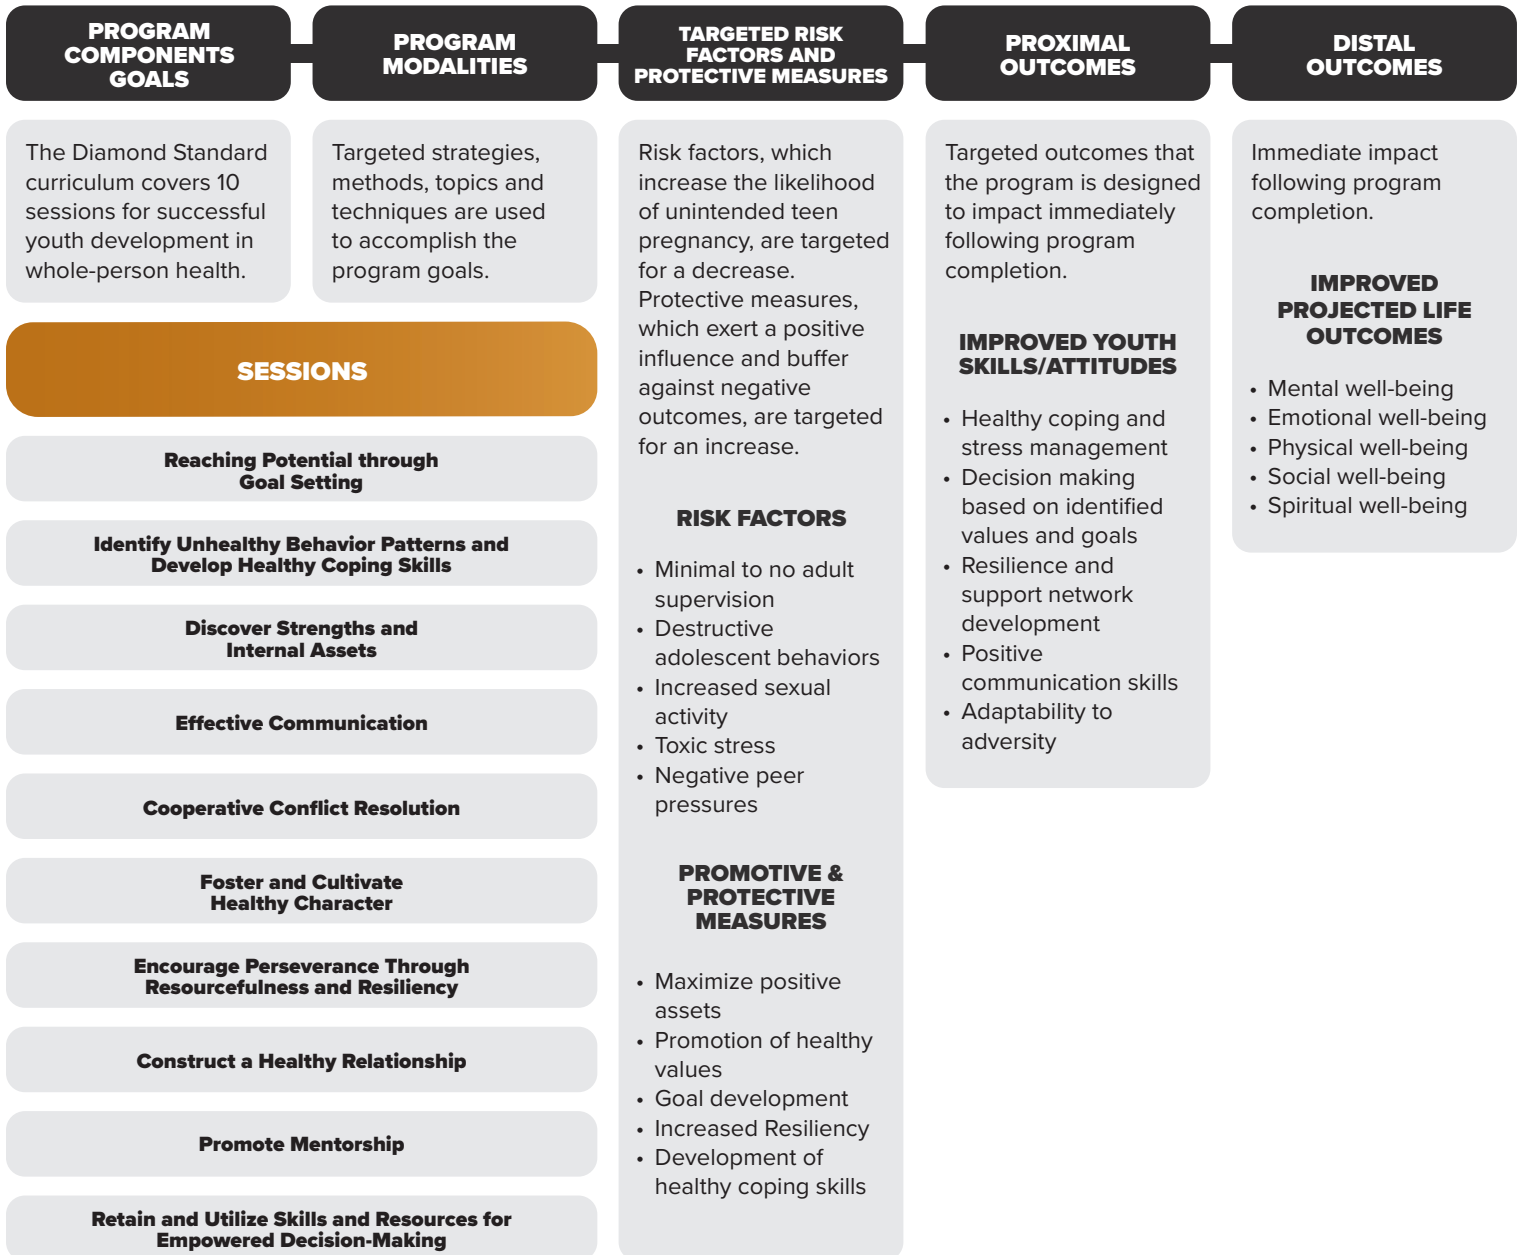 PROGRAM
COMPONENTS
GOALS
PROGRAM
MODALITIES
TARGETED RISK
FACTORS AND
PROTECTIVE MEASURES
PROXIMAL
OUTCOMES
DISTAL
OUTCOMES
The Diamond Standard
curriculum covers 10
sessions for successful
youth development in
whole-person health.
Targeted strategies,
methods, topics and
techniques are used
to accomplish the
program goals.
SESSIONS
Reaching Potential through
Goal Setting
Identify Unhealthy Behavior Patterns and
Develop Healthy Coping Skills
Discover Strengths and
Internal Assets
Effective Communication
Cooperative Conflict Resolution
Foster and Cultivate
Healthy Character
Encourage Perseverance Through
Resourcefulness and Resiliency
Construct a Healthy Relationship
Promote Mentorship
Retain and Utilize Skills and Resources for
Empowered Decision-Making
Risk factors, which
increase the likelihood
of unintended teen
pregnancy, are targeted
for a decrease.
Protective measures,
which exert a positive
influence and buffer
against negative
outcomes, are targeted
for an increase.
RISK FACTORS
• Minimal to no adult
supervision
• Destructive
adolescent behaviors
• Increased sexual
activity
• Toxic stress
• Negative peer
pressures
PROMOTIVE &
PROTECTIVE
MEASURES
• Maximize positive
assets
• Promotion of healthy
values
• Goal development
• Increased Resiliency
• Development of
healthy coping skills
Targeted outcomes that
the program is designed
to impact immediately
following program
completion.
IMPROVED YOUTH
SKILLS/ATTITUDES
• Healthy coping and
stress management
• Decision making
based on identified
values and goals
• Resilience and
support network
development
• Positive
communication skills
• Adaptability to
adversity
Immediate impact
following program
completion.
IMPROVED
PROJECTED LIFE
OUTCOMES
• Mental well-being
• Emotional well-being
• Physical well-being
• Social well-being
• Spiritual well-being